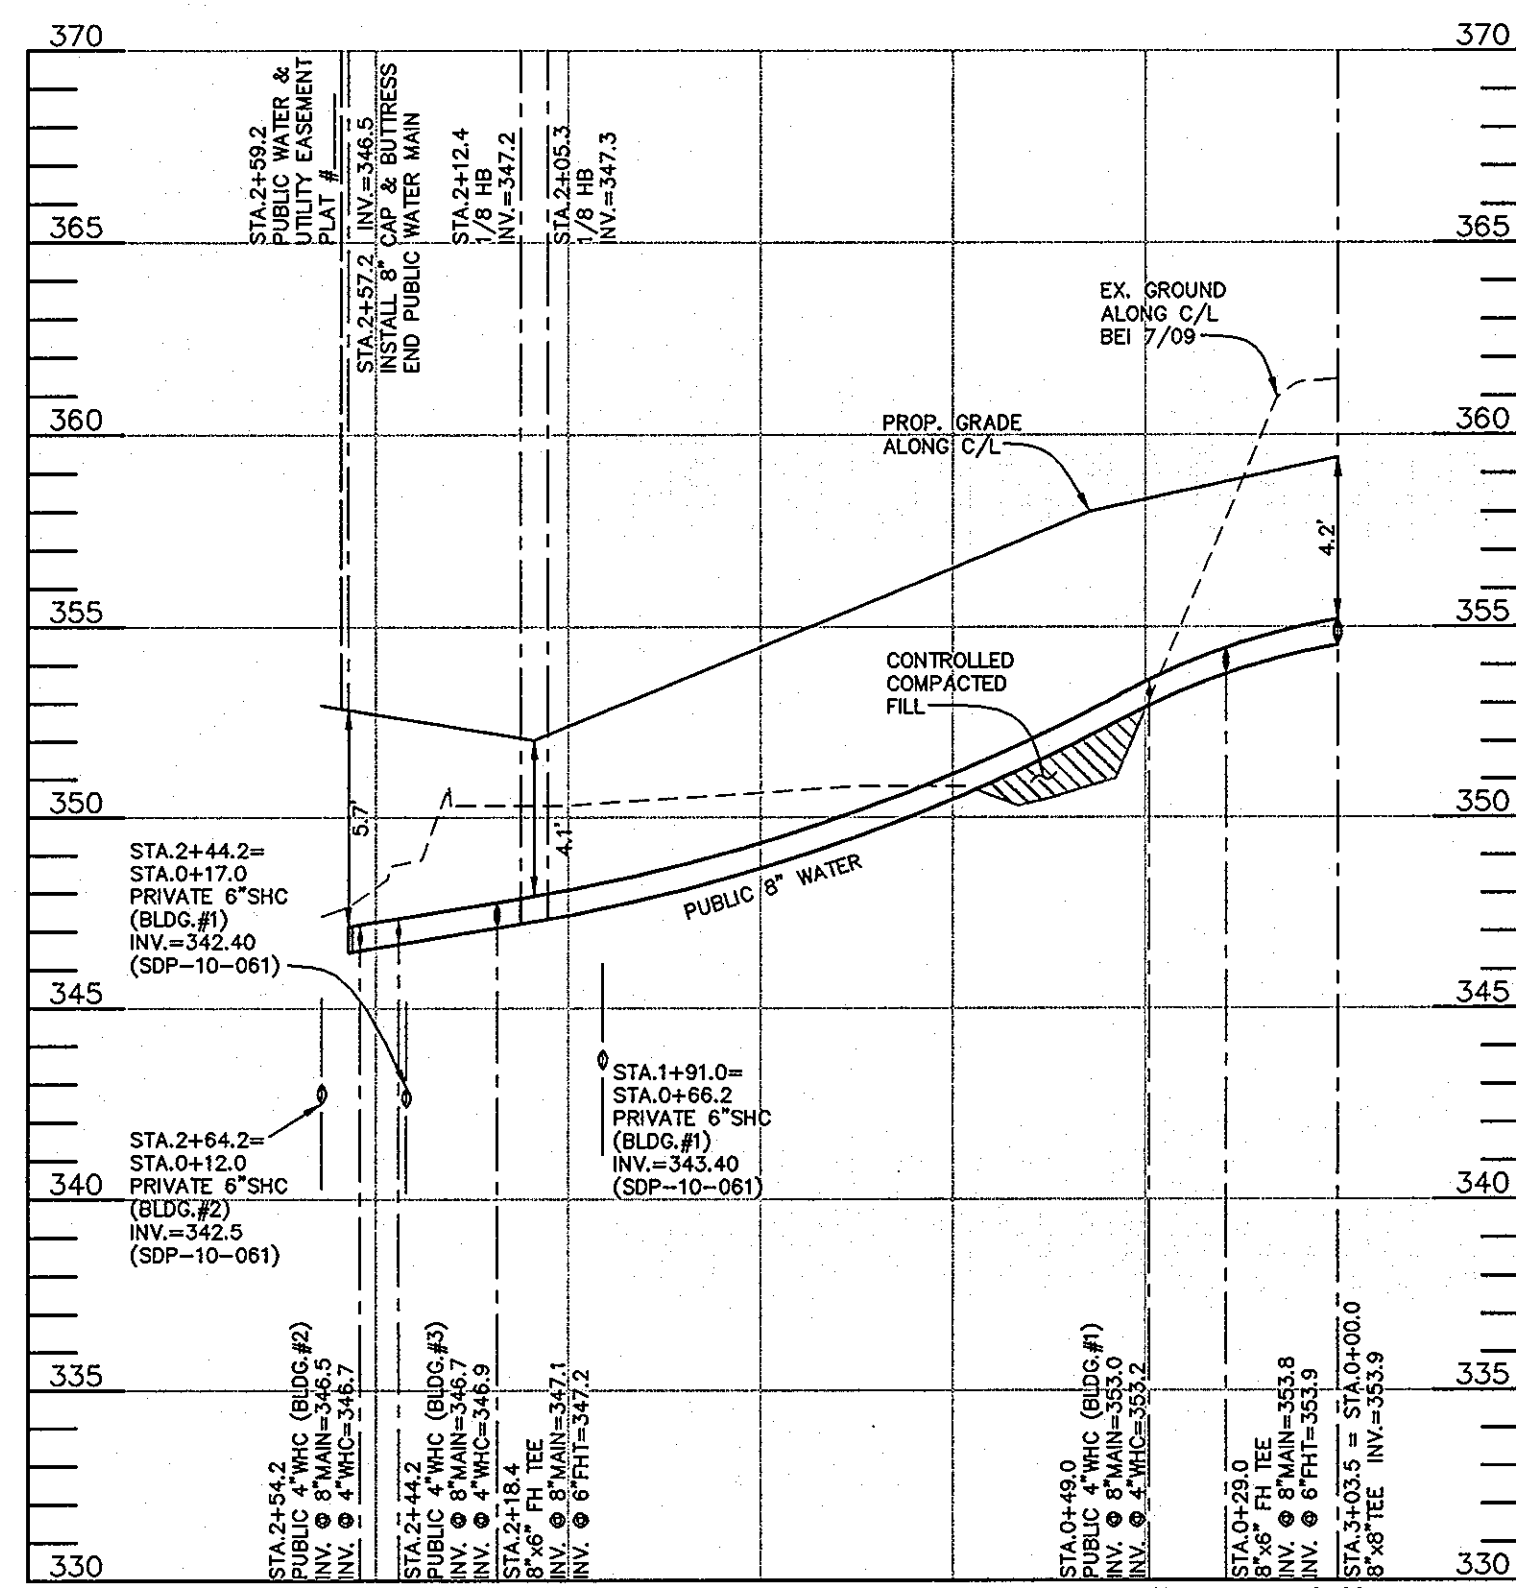 370
370
STA.2+59.2
PUBLIC WATER &
UTILITY EASEMENT
PLAT #
STA.2+57.2 INV.=346.5
INSTALL 8" CAP & BUTTRESS
END PUBLIC WATER MAIN
STA.2+12.4
1/8 HB
INV.=347.2
STA.2+05.3
1/8 HB
INV.=347.3
365
365
EX. GROUND
ALONG C/L
BEI 7/09
360
360
PROP. GRADE
ALONG C/L
4.2'
355
355
CONTROLLED
COMPACTED
FILL
350
350
5.7'
4.1'
PUBLIC 8" WATER
STA.2+44.2=
STA.0+17.0
PRIVATE 6"SHC
(BLDG.#1)
INV.=342.40
(SDP-10-061)
345
345
STA.1+91.0=
STA.0+66.2
PRIVATE 6"SHC
(BLDG.#1)
INV.=343.40
(SDP-10-061)
STA.2+64.2=
STA.0+12.0
PRIVATE 6"SHC
(BLDG.#2)
INV.=342.5
(SDP-10-061)
340
340
335
335
STA.2+54.2
PUBLIC 4"WHC (BLDG.#2)
INV. @ 8"MAIN=346.5
INV. @ 4"WHC=346.7
STA.2+44.2
PUBLIC 4"WHC (BLDG.#3)
INV. @ 8"MAIN=346.7
INV. @ 4"WHC=346.9
STA.2+18.4
8"x6" FH TEE
INV. @ 8"MAIN=347.1
INV. @ 6"FHT=347.2
STA.0+49.0
PUBLIC 4"WHC (BLDG.#1)
INV. @ 8"MAIN=353.0
INV. @ 4"WHC=353.2
STA.0+29.0
8"x6" FH TEE
INV. @ 8"MAIN=353.8
INV. @ 6"FHT=353.9
STA.3+03.5 = STA.0+00.0
8"x8"TEE INV.=353.9
330
330